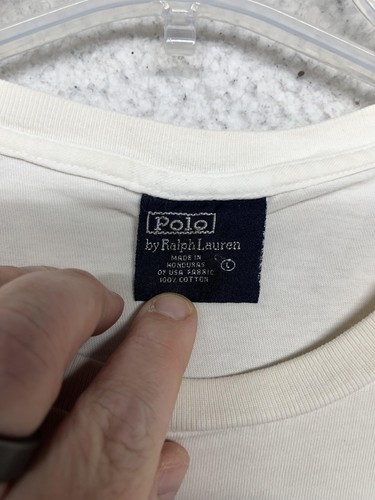 Polo
by Ralph Lauren
MADE IN
HONDURAS
OF USA FABRIC
100% COTTON
L